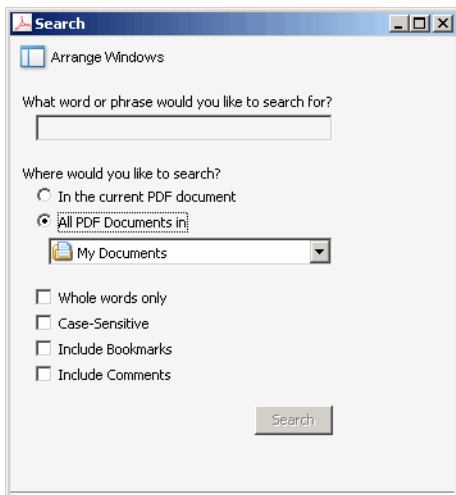 Search
Arrange Windows
What word or phrase would you like to search for?
Where would you like to search?
In the current PDF document
All PDF Documents in
My Documents
Whole words only
Case-Sensitive
Include Bookmarks
Include Comments
Search